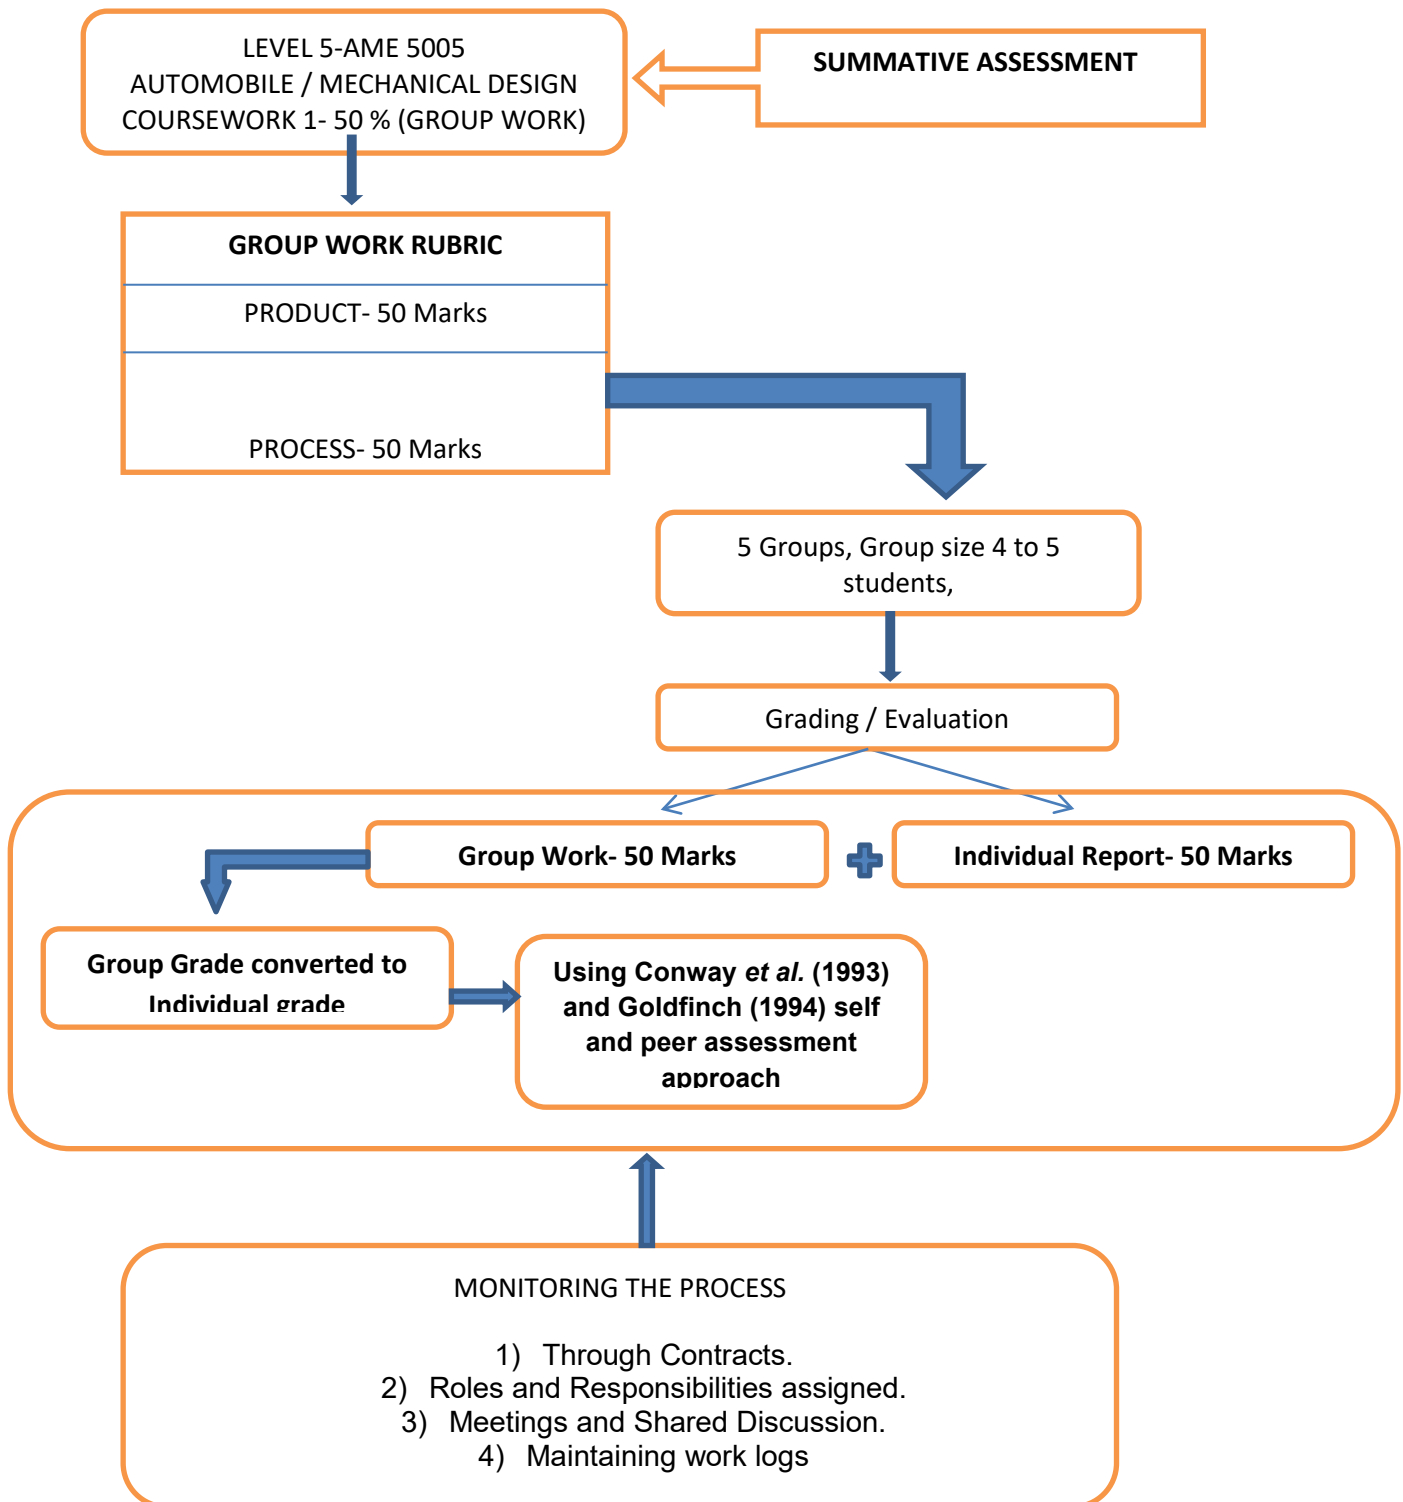 LEVEL 5-AME 5005
AUTOMOBILE / MECHANICAL DESIGN
COURSEWORK 1- 50 % (GROUP WORK)
SUMMATIVE ASSESSMENT
GROUP WORK RUBRIC
PRODUCT- 50 Marks
PROCESS- 50 Marks
5 Groups, Group size 4 to 5
students,
Grading / Evaluation
Group Work- 50 Marks
Individual Report- 50 Marks
Group Grade converted to
Individual grade
Using Conway et al. (1993)
and Goldfinch (1994) self
and peer assessment
approach
MONITORING THE PROCESS
1) Through Contracts.
2) Roles and Responsibilities assigned.
3) Meetings and Shared Discussion.
4) Maintaining work logs